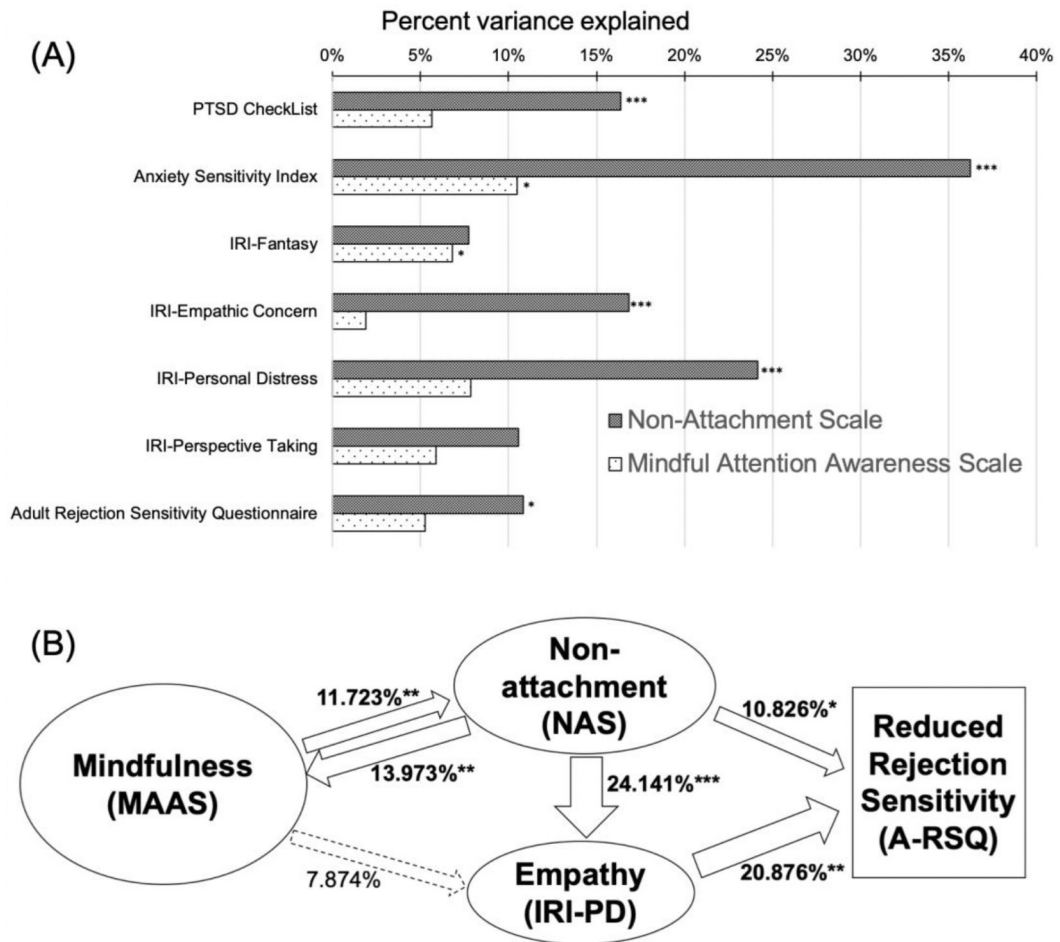 Percent variance explained
(A)
0% 5% 10% 15% 20% 25% 30% 35% 40%
PTSD CheckList
***
Anxiety Sensitivity Index
***
*
IRI-Fantasy
*
IRI-Empathic Concern
***
IRI-Personal Distress
***
Non-Attachment Scale
IRI-Perspective Taking
Mindful Attention Awareness Scale
Adult Rejection Sensitivity Questionnaire
*
(B)
Non-
attachment
(NAS)
11.723%**
13.973%**
10.826%*
Mindfulness
(MAAS)
24.141%***
Reduced
Rejection
Sensitivity
(A-RSQ)
7.874%
Empathy
(IRI-PD)
20.876%**